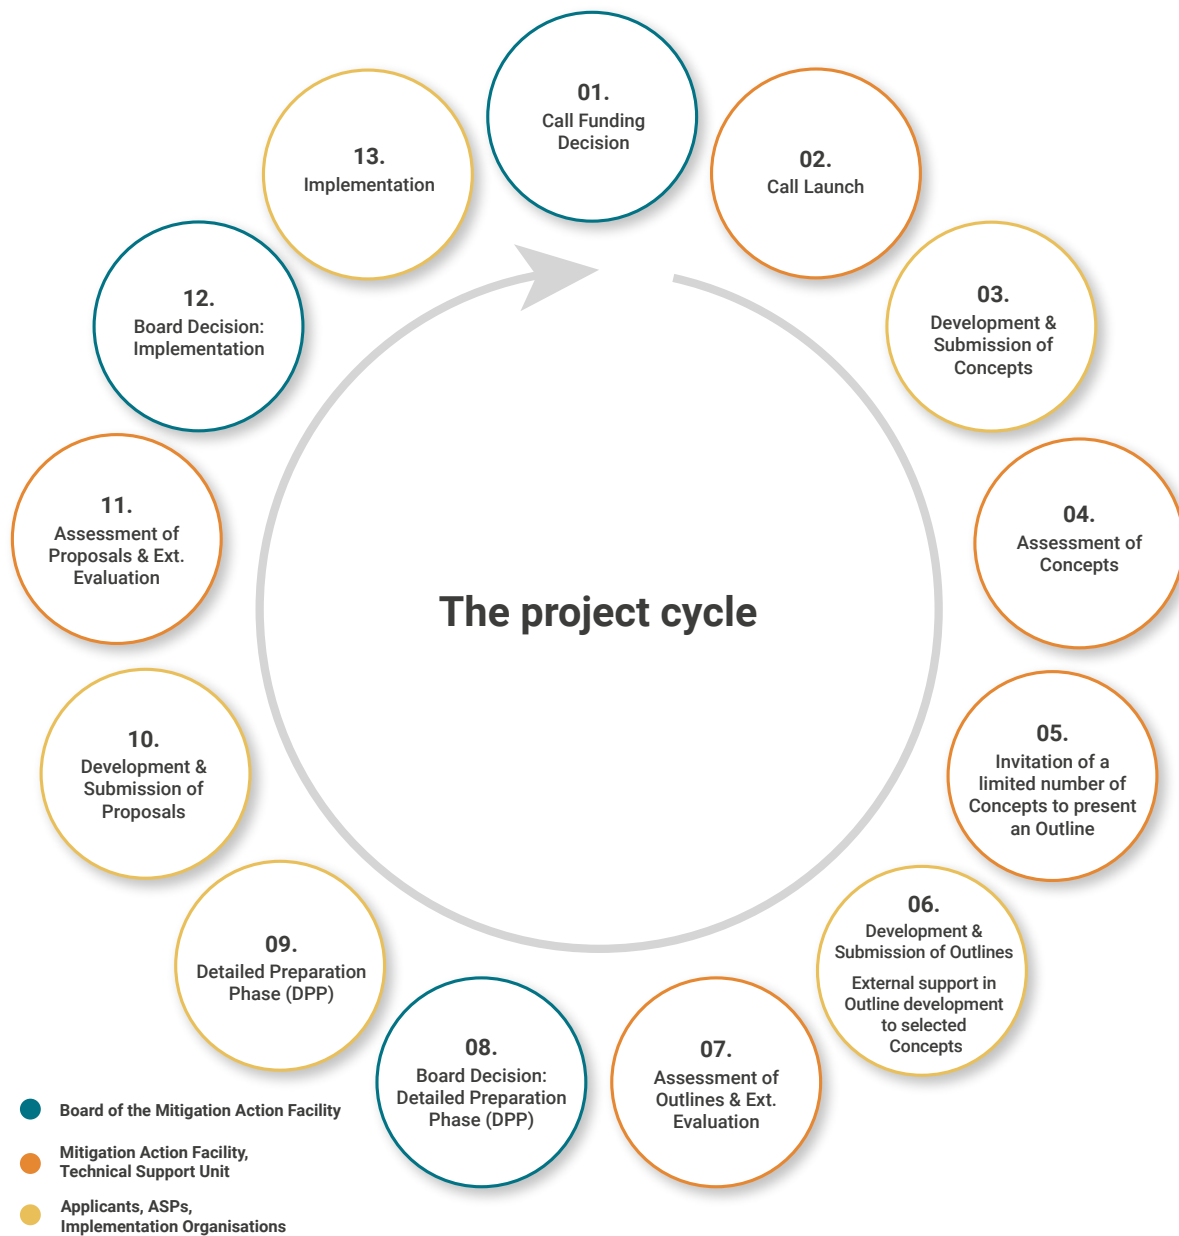 01.
Call Funding
Decision
02.
Call Launch
03.
Development &
Submission of
Concepts
04.
Assessment of
Concepts
05.
Invitation of a
limited number of
Concepts to present
an Outline
06.
Development &
Submission of Outlines
External support in
Outline development
to selected
Concepts
07.
Assessment of
Outlines & Ext.
Evaluation
08.
Board Decision:
Detailed Preparation
Phase (DPP)
09.
Detailed Preparation
Phase (DPP)
10.
Development &
Submission of
Proposals
11.
Assessment of
Proposals & Ext.
Evaluation
12.
Board Decision:
Implementation
13.
Implementation
The project cycle
Board of the Mitigation Action Facility
Mitigation Action Facility,
Technical Support Unit
Applicants, ASPs,
Implementation Organisations